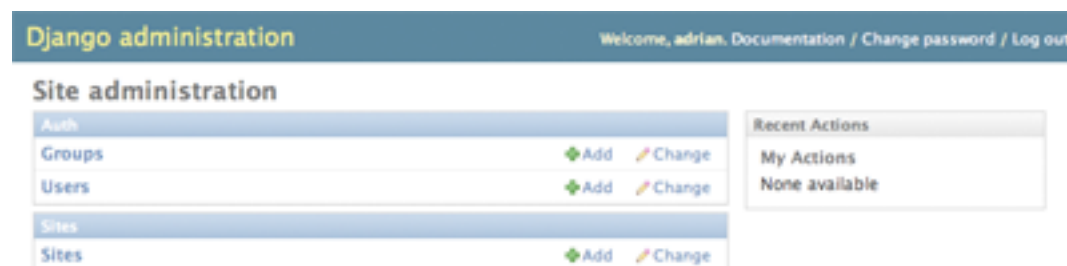 Django administration
Welcome, adrian. Documentation / Change password / Log out
Site administration
Auth
Groups Add Change
Users Add Change
Sites
Sites Add Change
Recent Actions
My Actions
None available